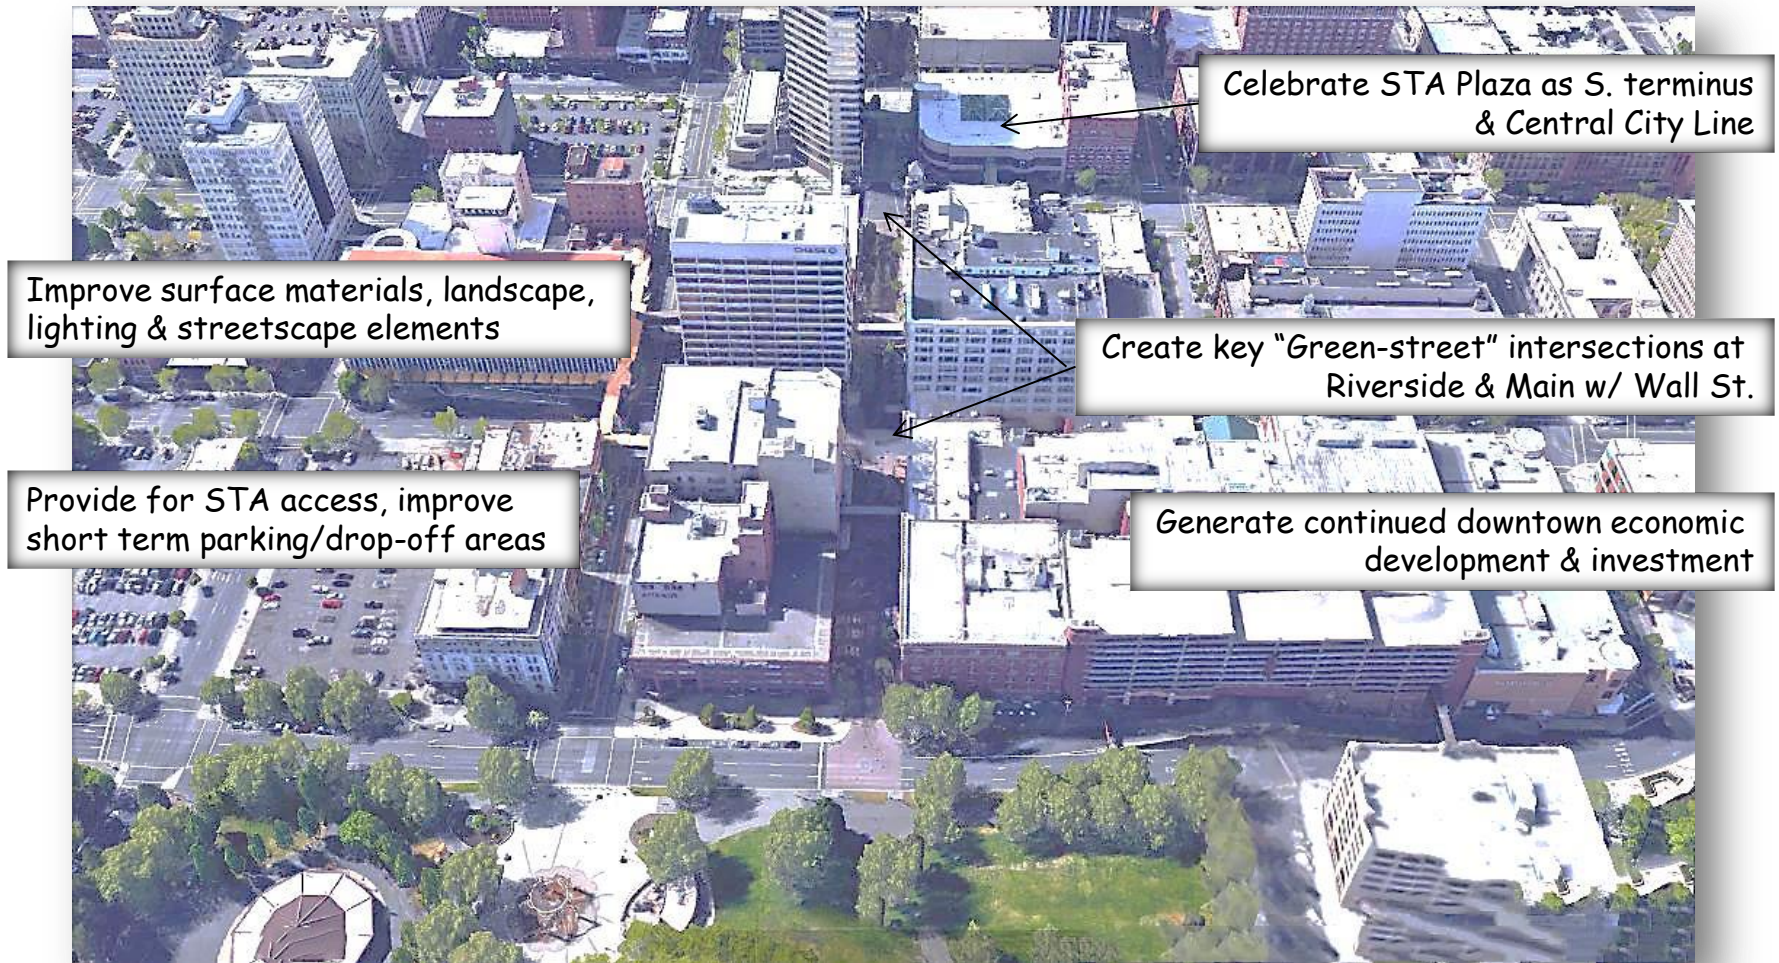 Celebrate STA Plaza as S. terminus
& Central City Line
Improve surface materials, landscape,
lighting & streetscape elements
Create key “Green-street” intersections at
Riverside & Main w/ Wall St.
Provide for STA access, improve
short term parking/drop-off areas
Generate continued downtown economic
development & investment
CHASE